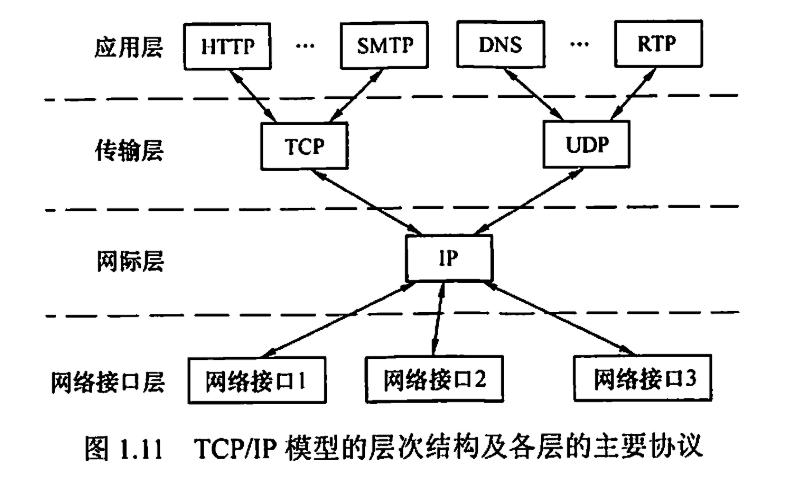 应用层 HTTP … SMTP DNS … RTP
传输层 TCP UDP
网际层 IP
网络接口层 网络接口1 网络接口2 网络接口3
图 1.11 TCP/IP 模型的层次结构及各层的主要协议